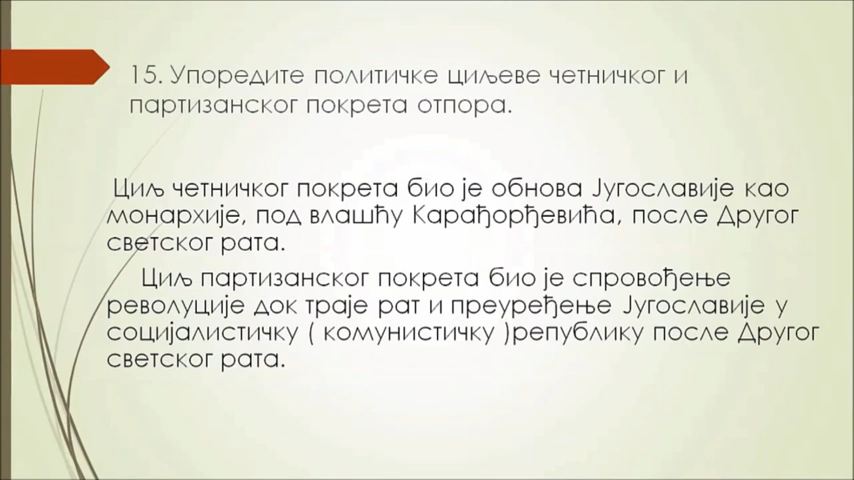 15. Упоредите политичке циљеве четничког и
партизанског покрета отпора.
Циљ четничког покрета био је обнова Југославије као
монархије, под влашћу Карађорђевића, после Другог
светског рата.
Циљ партизанског покрета био је спровођење
револуције док траје рат и преуређење Југославије у
социјалистичку ( комунистичку )републику после Другог
светског рата.